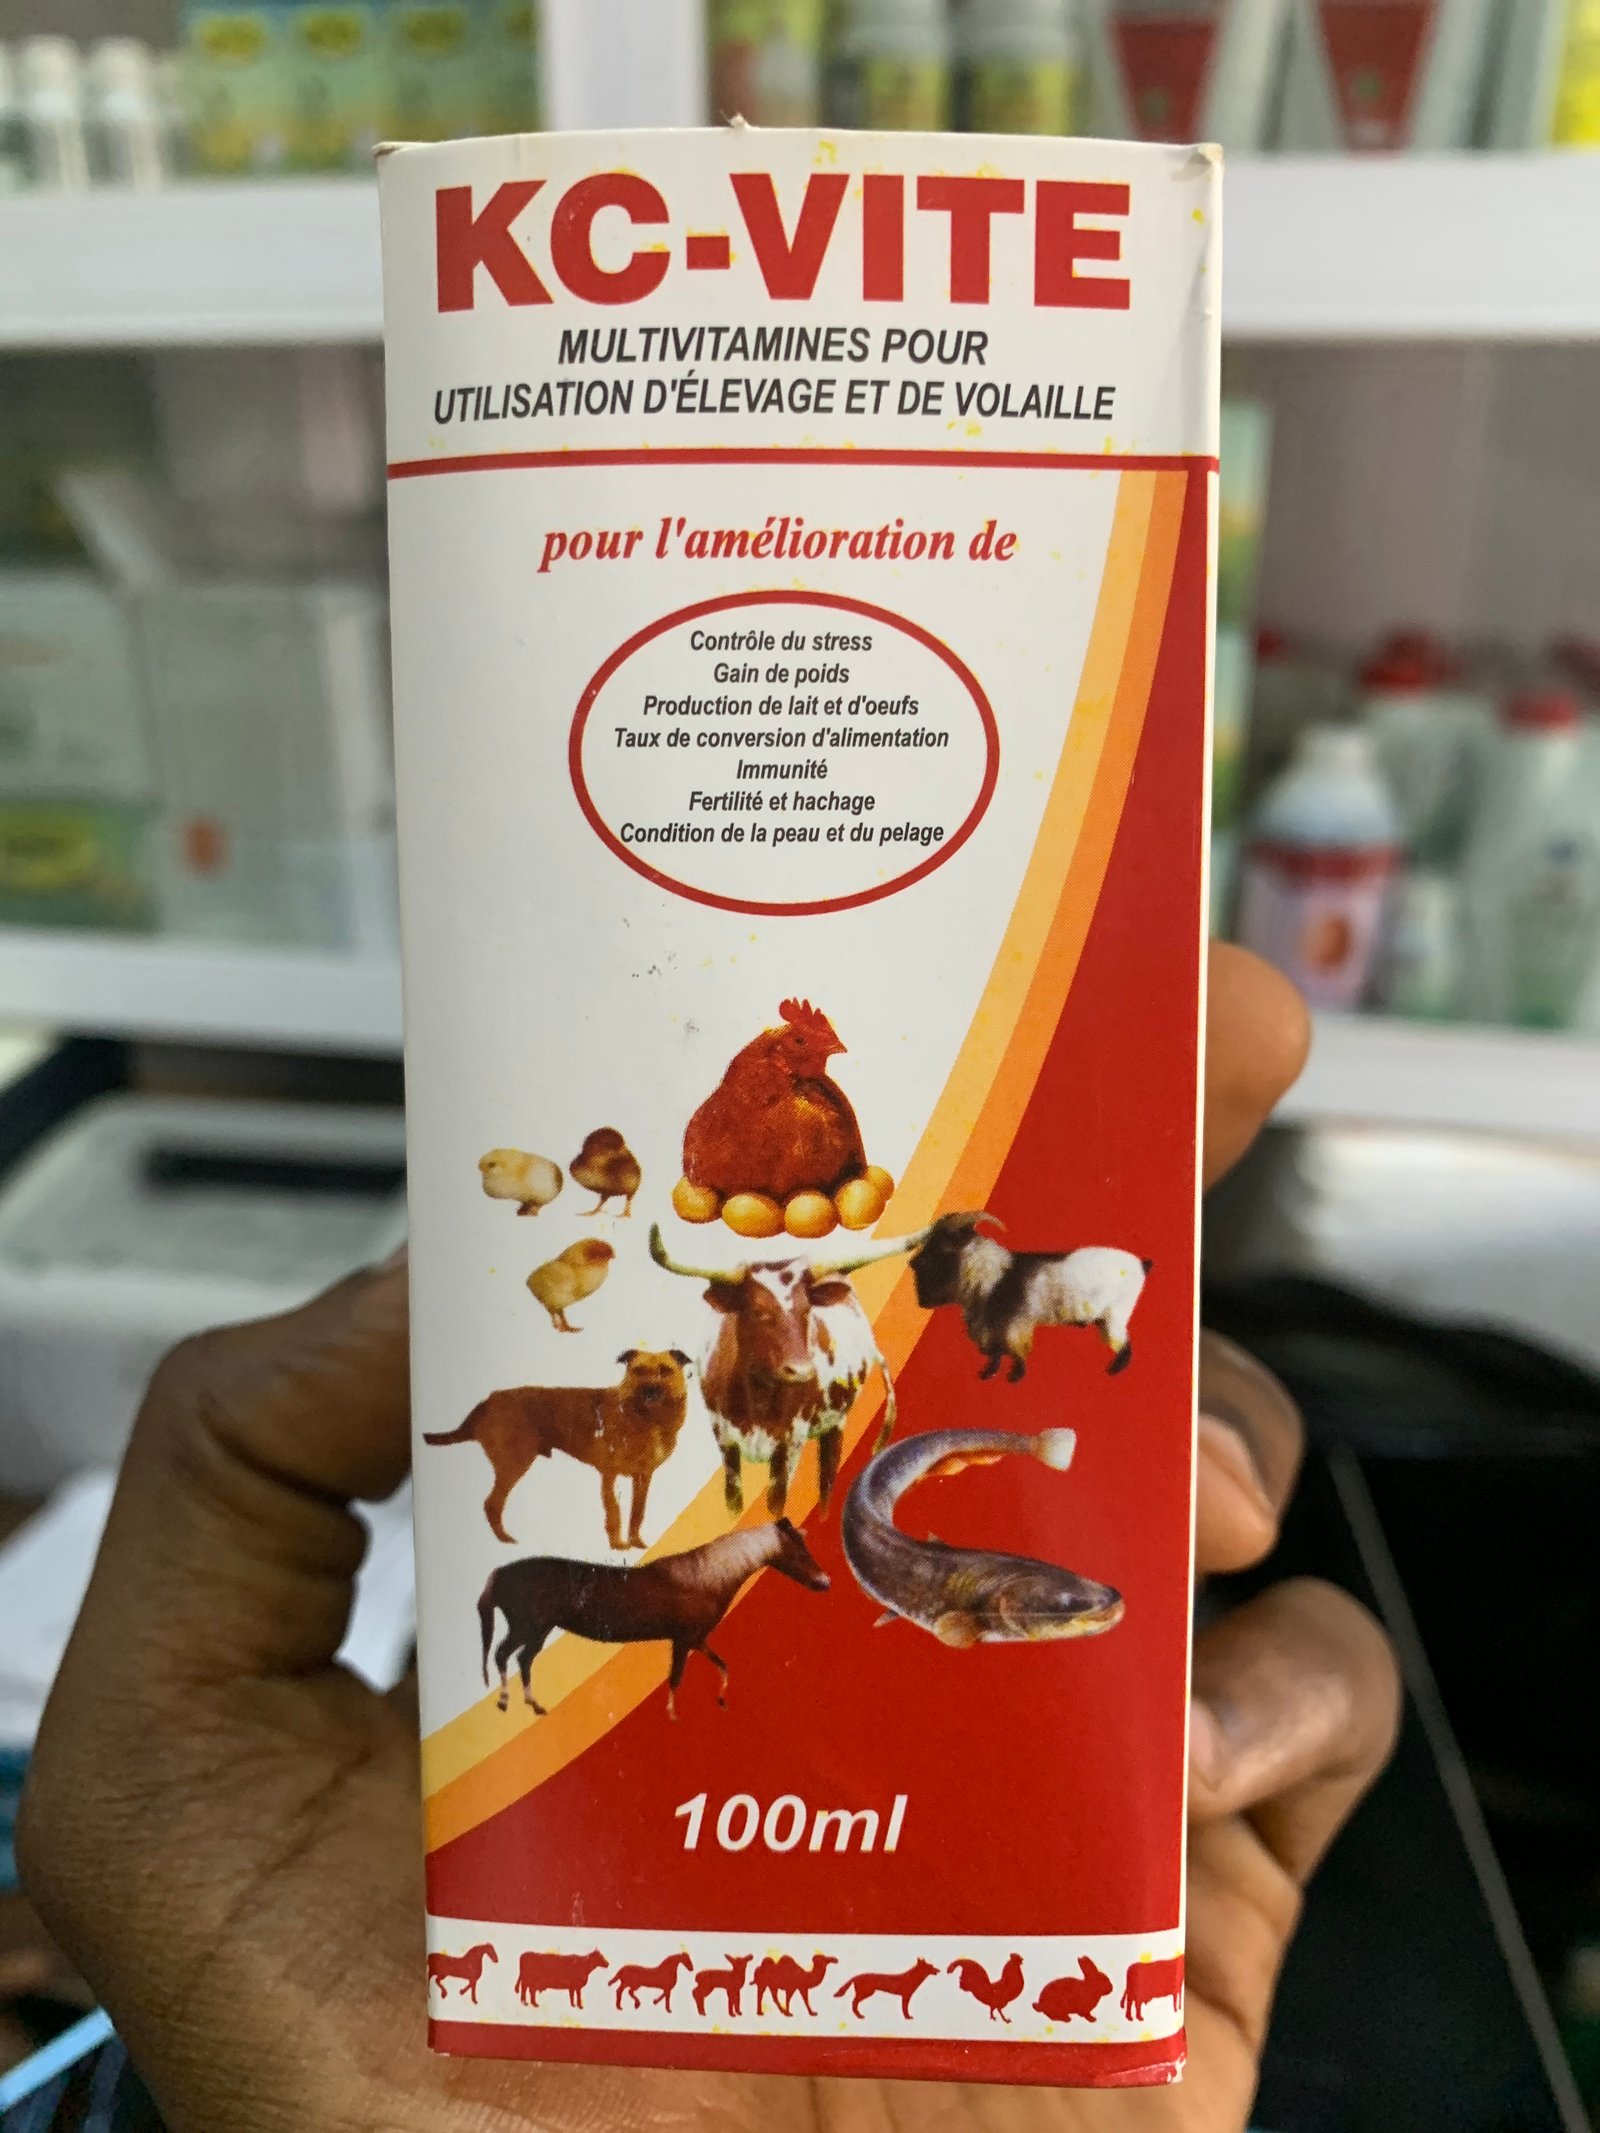 KC-VITE
MULTIVITAMINES POUR
UTILISATION D'ÉLEVAGE ET DE VOLAILLE
pour l'amélioration de
Contrôle du stress
Gain de poids
Production de lait et d'oeufs
Taux de conversion d'alimentation
Immunité
Fertilité et hachage
Condition de la peau et du pelage
100ml